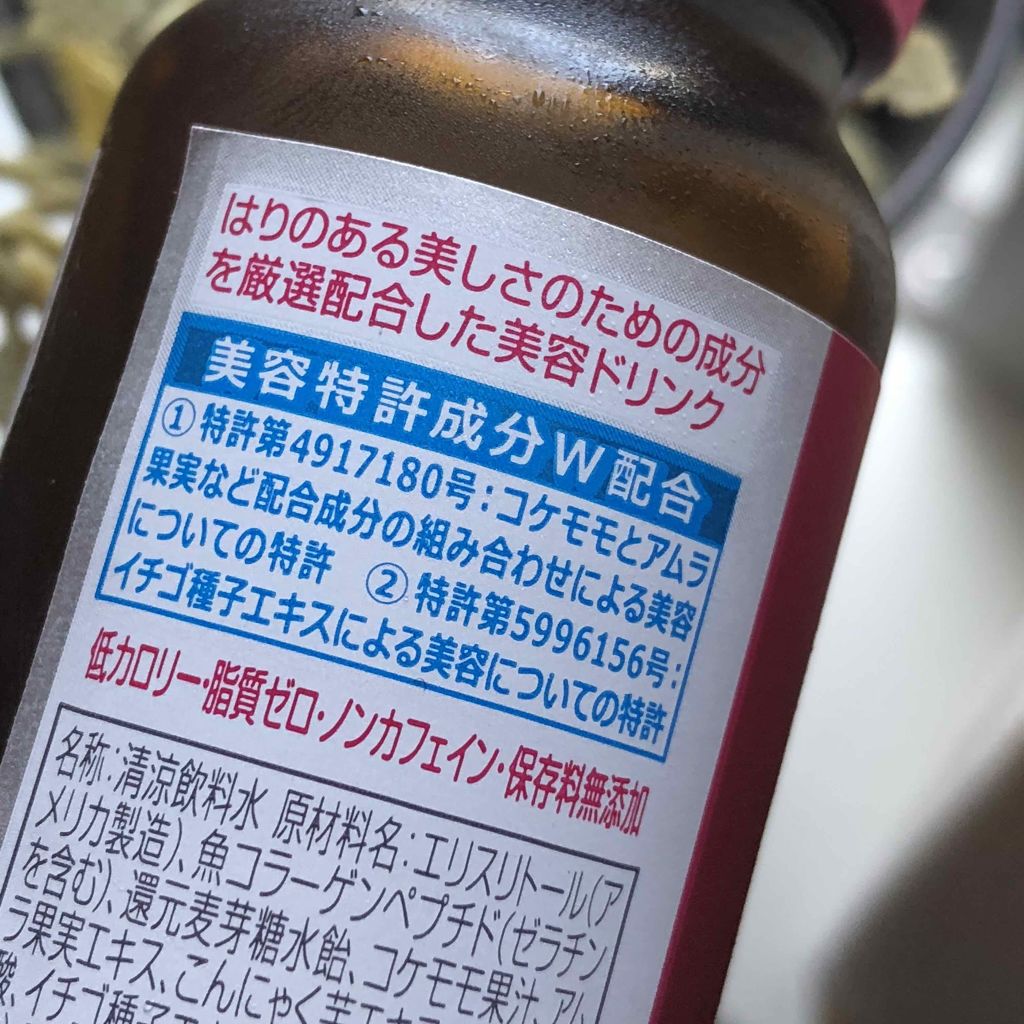 はりのある美しさのための成分
を厳選配合した美容ドリンク
美容特許成分W配合
①特許第4917180号:コケモモとアムラ
果実など配合成分の組み合わせによる美容
についての特許 ②特許第5996156号:
イチゴ種子エキスによる美容についての特許
低カロリー・脂質ゼロ・ノンカフェイン・保存料無添加
名称:清涼飲料水 原材料名:エリスリトール(ア
メリカ製造)、魚コラーゲンペプチド(ゼラチン
を含む)、還元麦芽糖水飴、コケモモ果汁、アム
ラ果実エキス、こんにゃく芋エキ
酸、イチゴ種子エキ